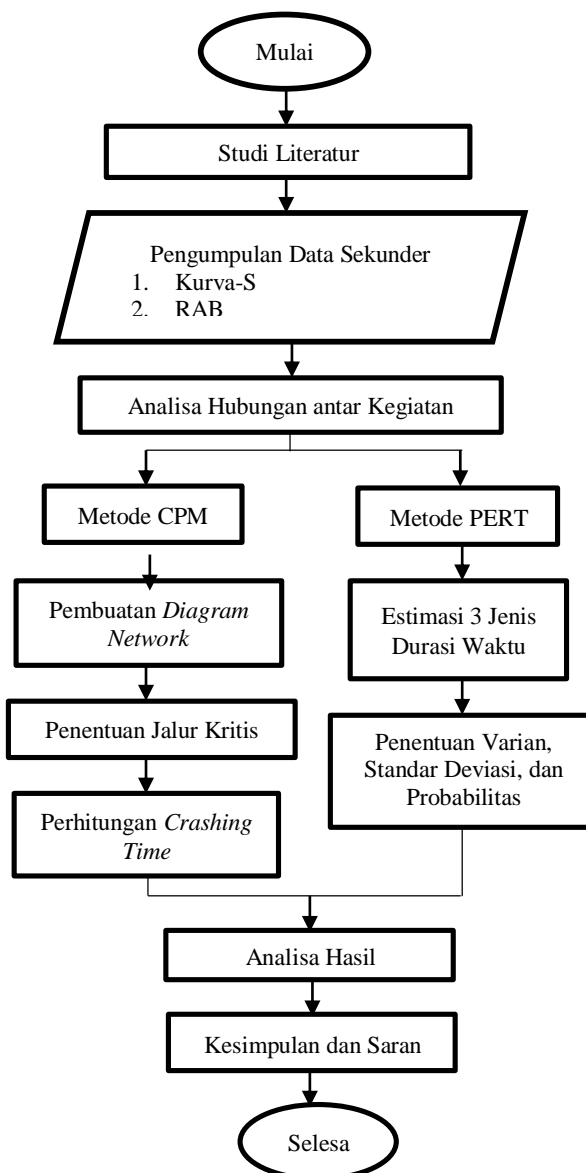 Mulai
Studi Literatur
Pengumpulan Data Sekunder
1. Kurva-S
2. RAB
Analisa Hubungan antar Kegiatan
Metode CPM
Pembuatan Diagram
Network
Penentuan Jalur Kritis
Perhitungan Crashing
Time
Metode PERT
Estimasi 3 Jenis
Durasi Waktu
Penentuan Varian,
Standar Deviasi, dan
Probabilitas
Analisa Hasil
Kesimpulan dan Saran
Selesa